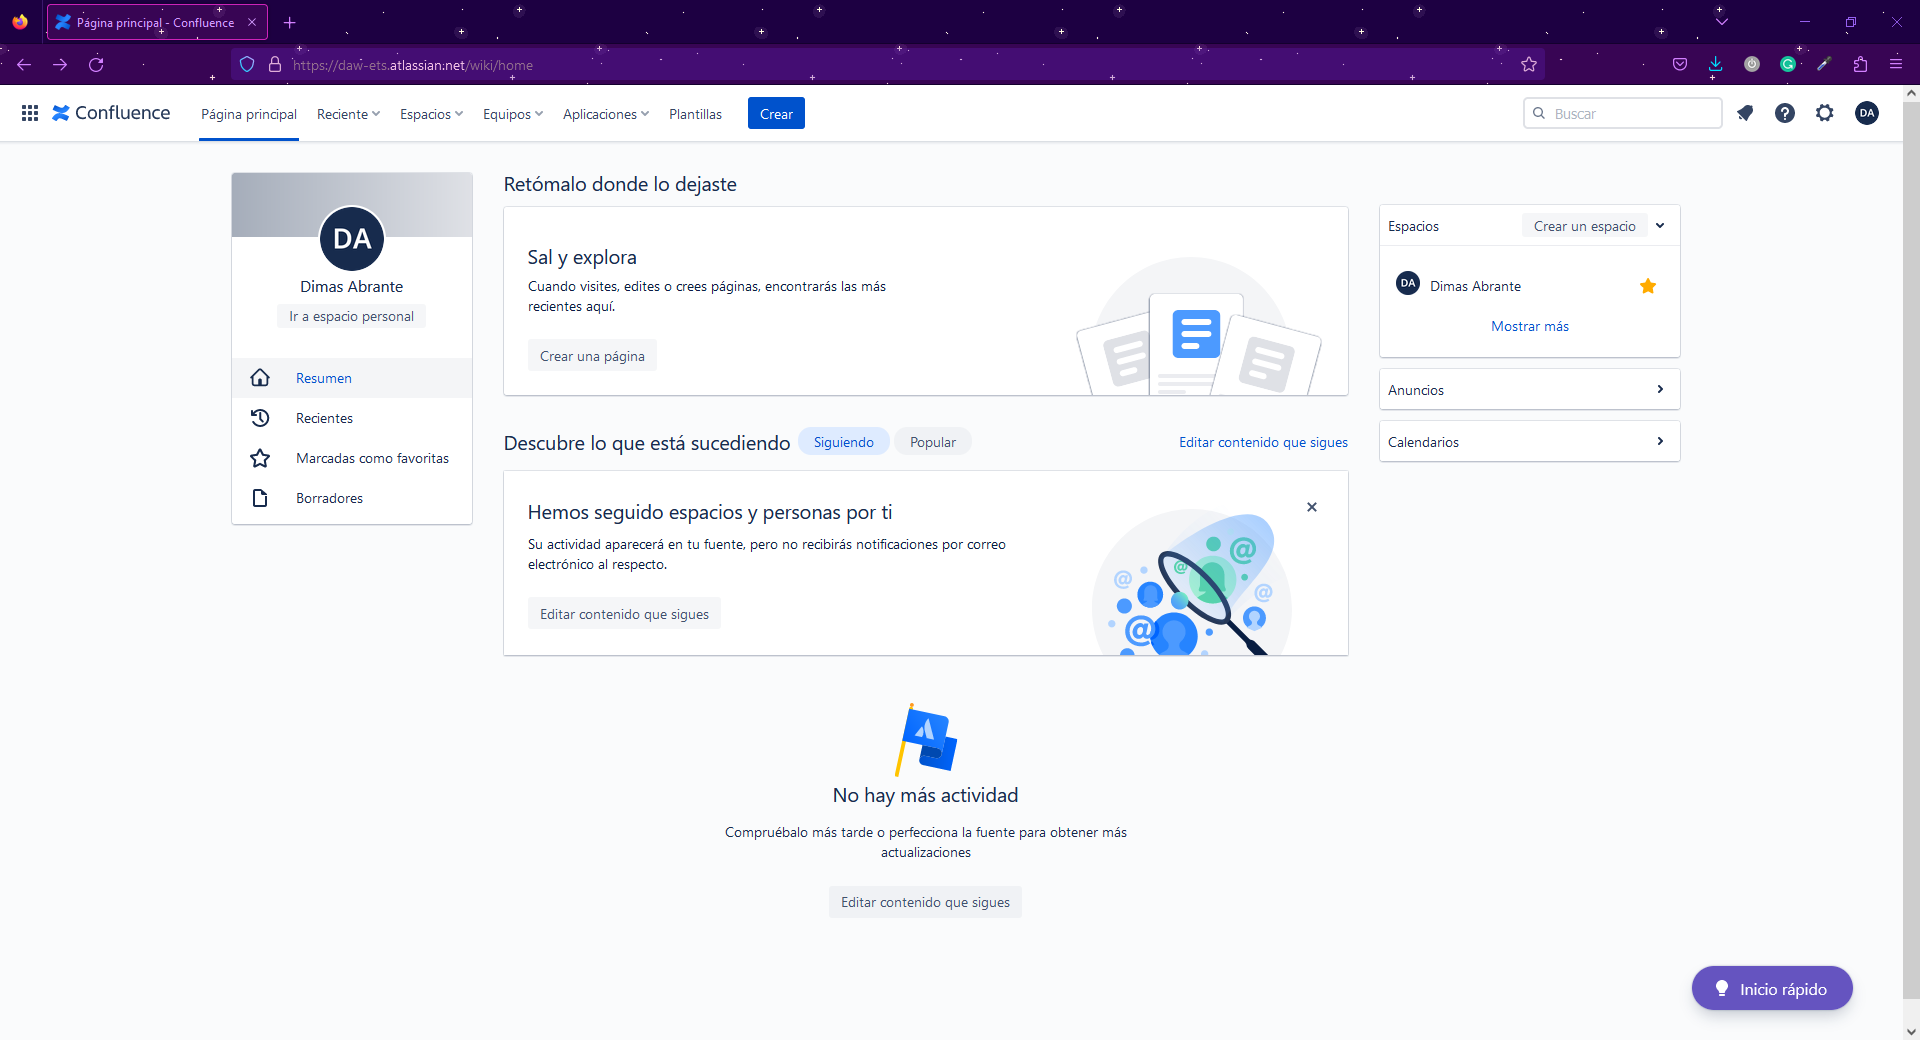 Página principal - Confluence
https://daw-ets.atlassian.net/wiki/home
Confluence
Página principal
Reciente
Espacios
Equipos
Aplicaciones
Plantillas
Crear
Buscar
DA
DA
Dimas Abrante
Ir a espacio personal
Resumen
Recientes
Marcadas como favoritas
Borradores
Retómalo donde lo dejaste
Sal y explora
Cuando visites, edites o crees páginas, encontrarás las más
recientes aquí.
Crear una página
Descubre lo que está sucediendo
Siguiendo
Popular
Editar contenido que sigues
Hemos seguido espacios y personas por ti
Su actividad aparecerá en tu fuente, pero no recibirás notificaciones por correo
electrónico al respecto.
Editar contenido que sigues
No hay más actividad
Compruébalo más tarde o perfecciona la fuente para obtener más
actualizaciones
Editar contenido que sigues
Espacios
Crear un espacio
DA
Dimas Abrante
Mostrar más
Anuncios
Calendarios
Inicio rápido